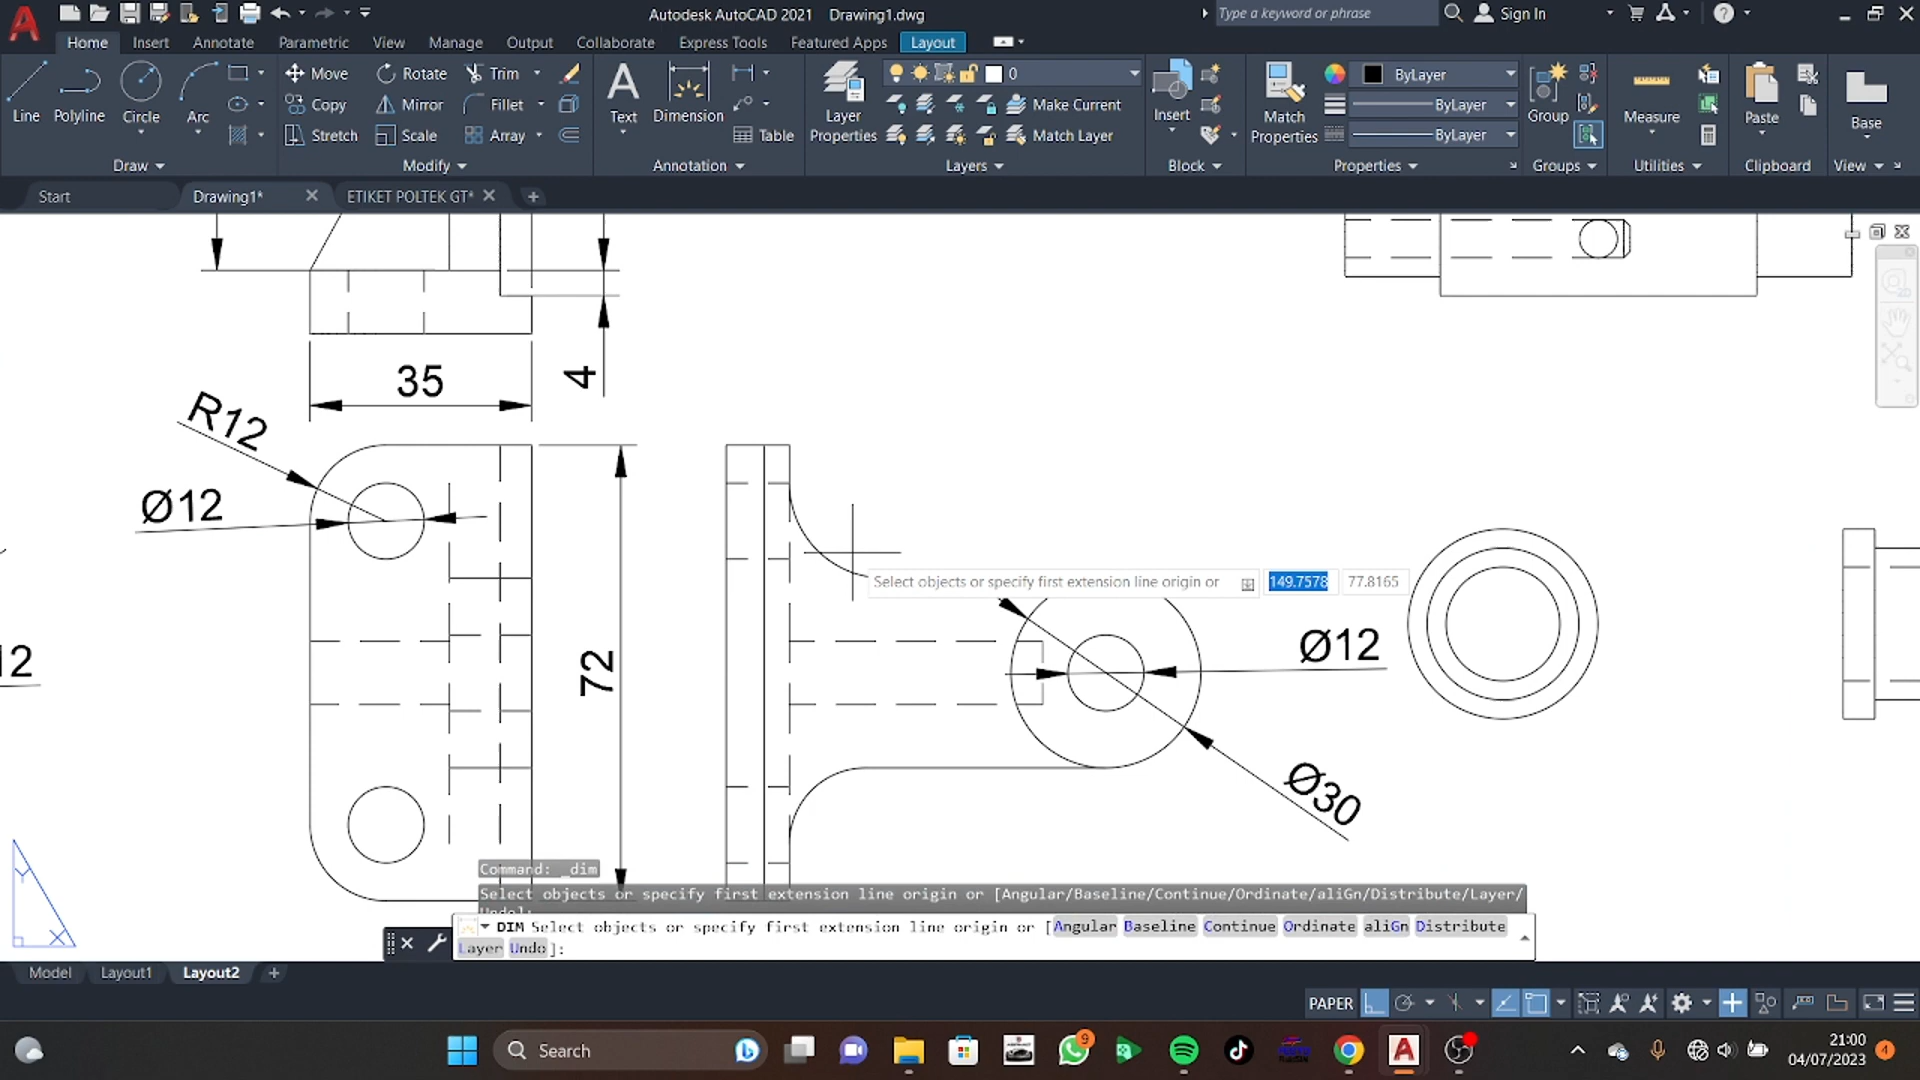 Autodesk AutoCAD 2021 Drawing1.dwg
Type a keyword or phrase
Sign In
Home Insert Annotate Parametric View Manage Output Collaborate Express Tools Featured Apps Layout
Line Polyline Circle Arc
Move Rotate Trim
Copy Mirror Fillet
Stretch Scale Array
Text Dimension Table
Layer Properties
0
Make Current
Match Layer
Insert
Match Properties
ByLayer
ByLayer
ByLayer
Group
Measure
Paste
Base
Draw Modify Annotation Layers Block Properties Groups Utilities Clipboard View
Start Drawing1* ETIKET POLTEK GT*
35
4
R12
Ø12
72
12
Select objects or specify first extension line origin or 149.7578 77.8165
Ø12
Ø30
Y
X
Command: _dim
Select objects or specify first extension line origin or [Angular/Baseline/Continue/Ordinate/aliGn/Distribute/Layer/
Undo]:
DIM Select objects or specify first extension line origin or [Angular Baseline Continue Ordinate aliGn Distribute
Layer Undo]:
Model Layout1 Layout2
PAPER
Search
9
21:00
04/07/2023
4